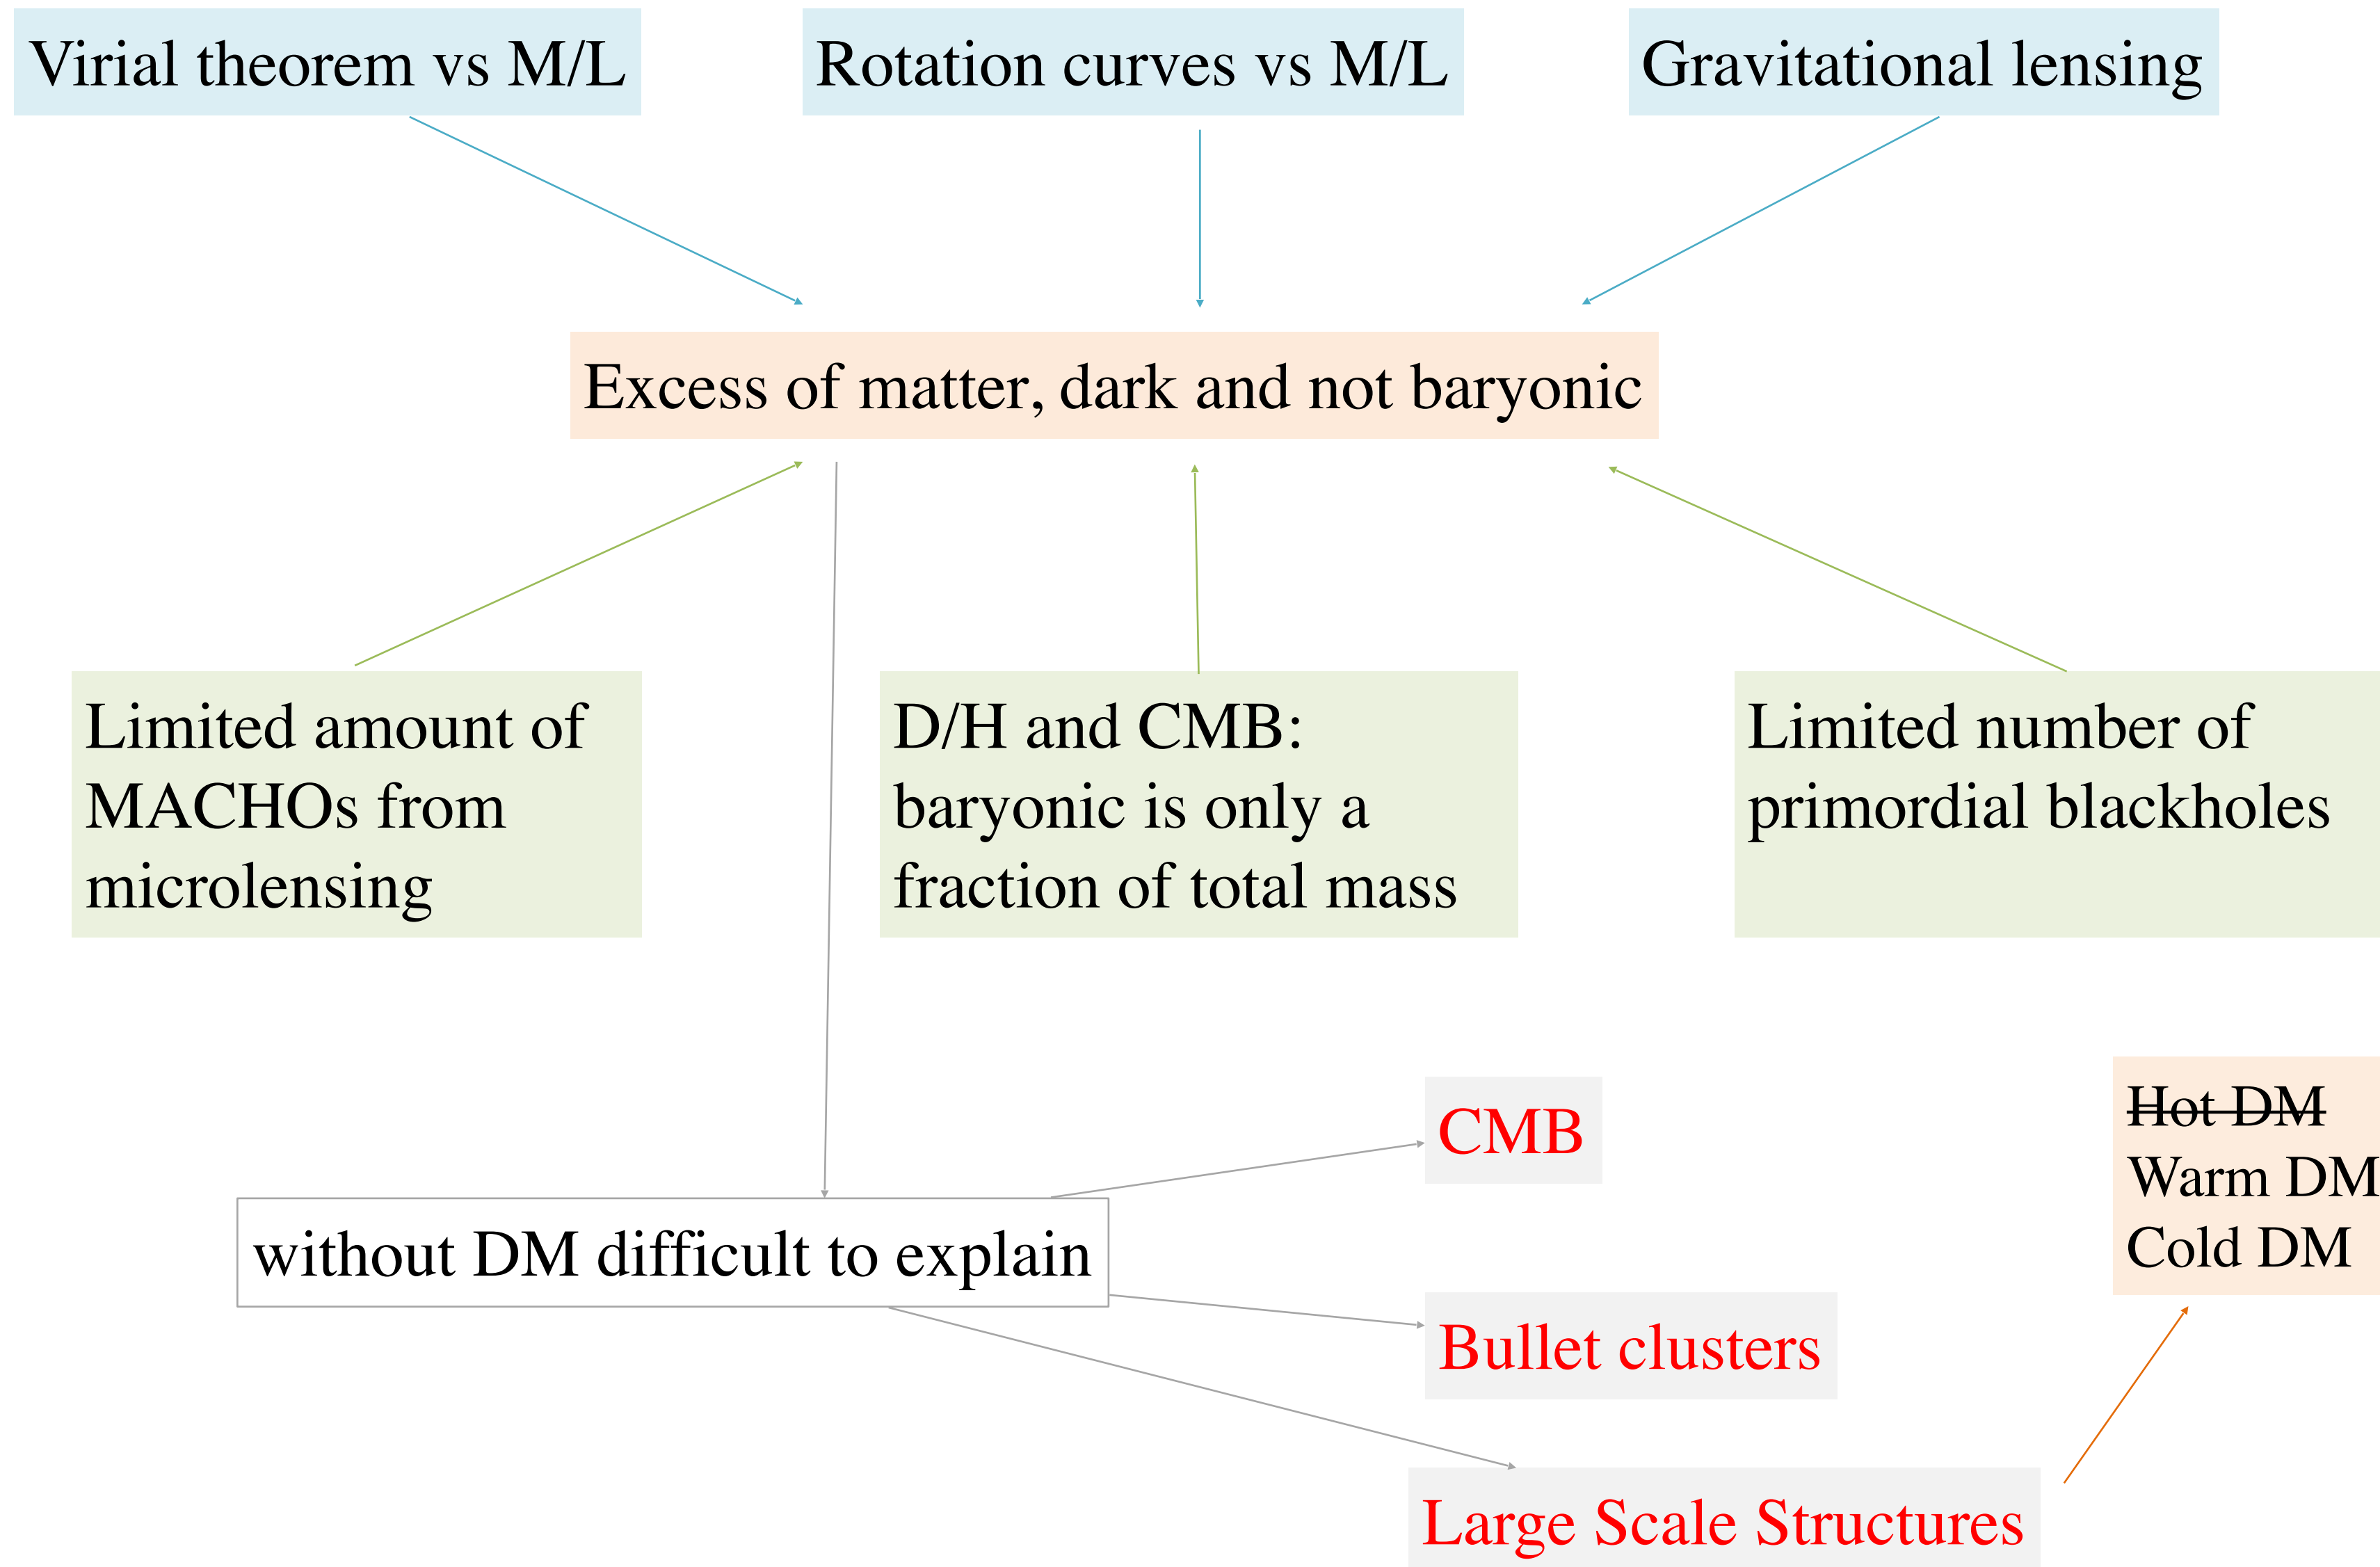 Virial theorem vs M/L
Rotation curves vs M/L
Gravitational lensing
Excess of matter, dark and not baryonic
Limited amount of
MACHOs from
microlensing
D/H and CMB:
baryonic is only a
fraction of total mass
Limited number of
primordial blackholes
CMB
Hot DM
Warm DM
Cold DM
without DM difficult to explain
Bullet clusters
Large Scale Structures